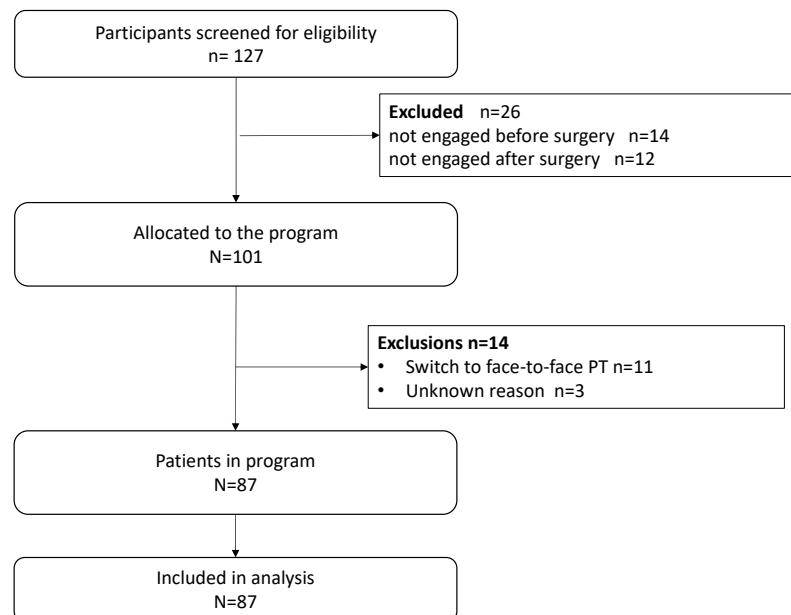 Participants screened for eligibility
n= 127
Excluded n=26
not engaged before surgery n=14
not engaged after surgery n=12
Allocated to the program
N=101
Exclusions n=14
• Switch to face-to-face PT n=11
• Unknown reason n=3
Patients in program
N=87
Included in analysis
N=87